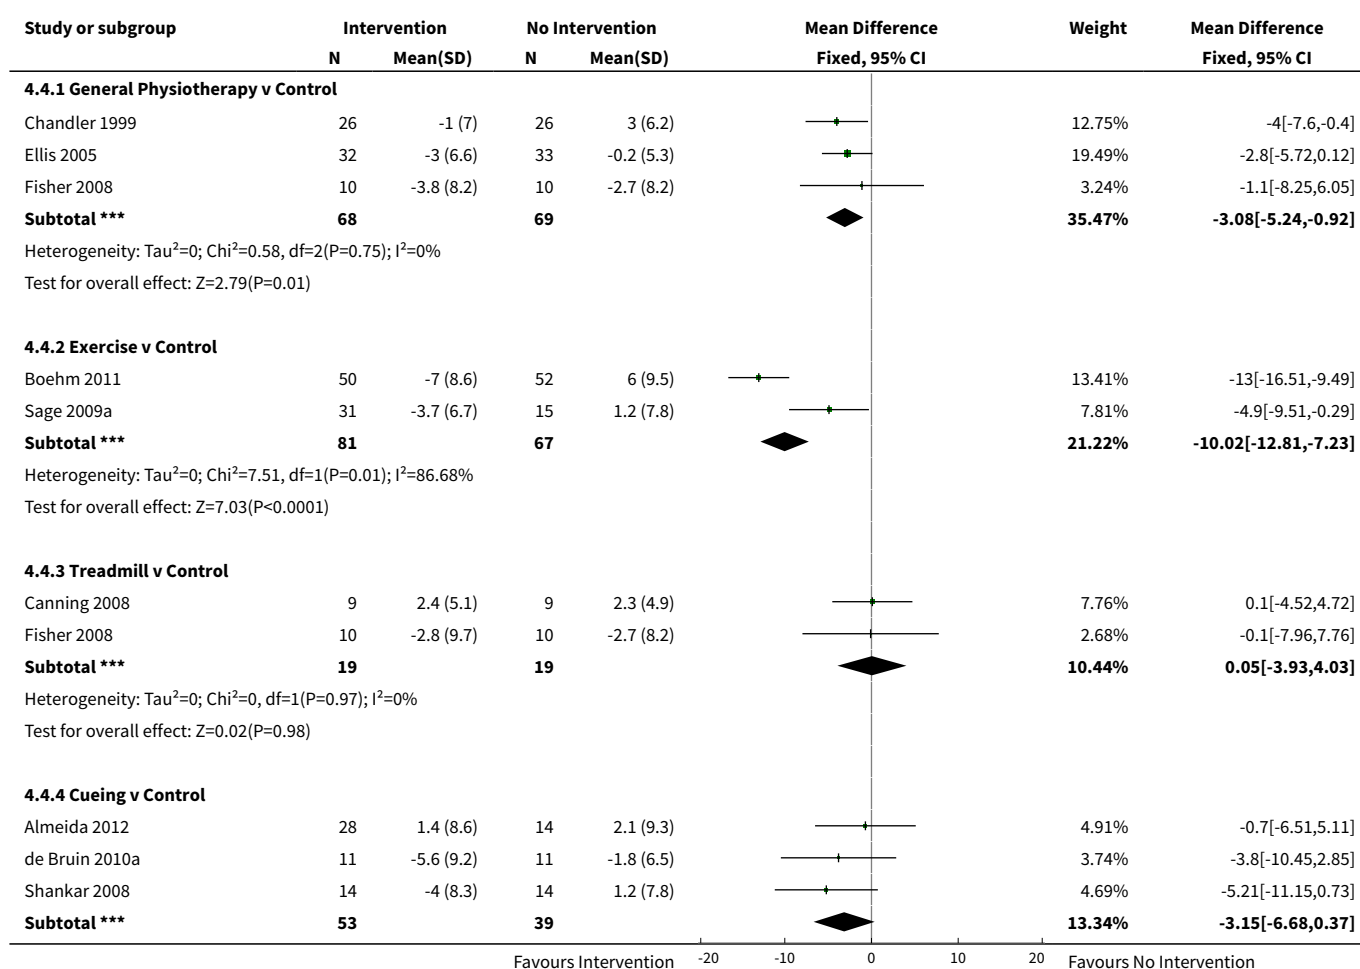 Study or subgroup Intervention No Intervention Mean Difference Weight Mean Difference
N Mean(SD) N Mean(SD) Fixed, 95% CI Fixed, 95% CI
4.4.1 General Physiotherapy v Control
Chandler 1999 26 -1 (7) 26 3 (6.2) 12.75% -4[-7.6,-0.4]
Ellis 2005 32 -3 (6.6) 33 -0.2 (5.3) 19.49% -2.8[-5.72,0.12]
Fisher 2008 10 -3.8 (8.2) 10 -2.7 (8.2) 3.24% -1.1[-8.25,6.05]
Subtotal *** 68 69 35.47% -3.08[-5.24,-0.92]
Heterogeneity: Tau²=0; Chi²=0.58, df=2(P=0.75); I²=0%
Test for overall effect: Z=2.79(P=0.01)
4.4.2 Exercise v Control
Boehm 2011 50 -7 (8.6) 52 6 (9.5) 13.41% -13[-16.51,-9.49]
Sage 2009a 31 -3.7 (6.7) 15 1.2 (7.8) 7.81% -4.9[-9.51,-0.29]
Subtotal *** 81 67 21.22% -10.02[-12.81,-7.23]
Heterogeneity: Tau²=0; Chi²=7.51, df=1(P=0.01); I²=86.68%
Test for overall effect: Z=7.03(P<0.0001)
4.4.3 Treadmill v Control
Canning 2008 9 2.4 (5.1) 9 2.3 (4.9) 7.76% 0.1[-4.52,4.72]
Fisher 2008 10 -2.8 (9.7) 10 -2.7 (8.2) 2.68% -0.1[-7.96,7.76]
Subtotal *** 19 19 10.44% 0.05[-3.93,4.03]
Heterogeneity: Tau²=0; Chi²=0, df=1(P=0.97); I²=0%
Test for overall effect: Z=0.02(P=0.98)
4.4.4 Cueing v Control
Almeida 2012 28 1.4 (8.6) 14 2.1 (9.3) 4.91% -0.7[-6.51,5.11]
de Bruin 2010a 11 -5.6 (9.2) 11 -1.8 (6.5) 3.74% -3.8[-10.45,2.85]
Shankar 2008 14 -4 (8.3) 14 1.2 (7.8) 4.69% -5.21[-11.15,0.73]
Subtotal *** 53 39 13.34% -3.15[-6.68,0.37]
Favours Intervention -20 -10 0 10 20 Favours No Intervention